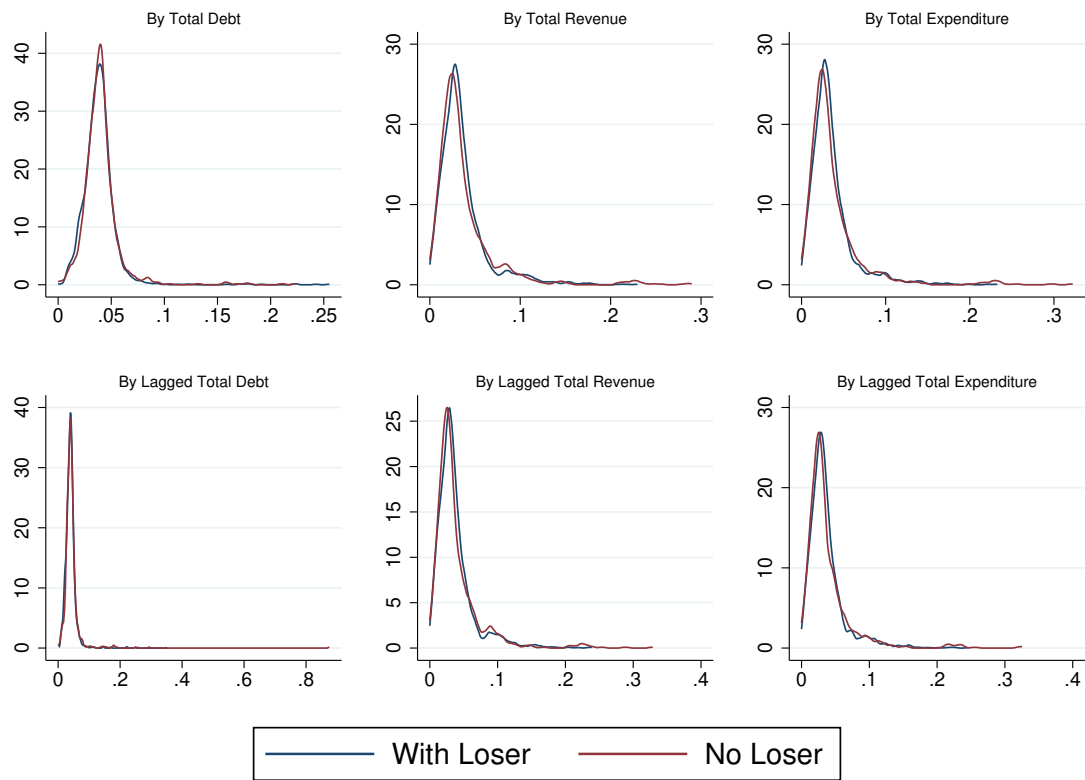 By Total Debt
By Total Revenue
By Total Expenditure
0 10 20 30 40
0 .05 .1 .15 .2 .25
0 10 20 30
0 .1 .2 .3
0 10 20 30
0 .1 .2 .3
By Lagged Total Debt
By Lagged Total Revenue
By Lagged Total Expenditure
0 10 20 30 40
0 .2 .4 .6 .8
0 5 10 15 20 25
0 .1 .2 .3 .4
0 10 20 30
0 .1 .2 .3 .4
With Loser
No Loser